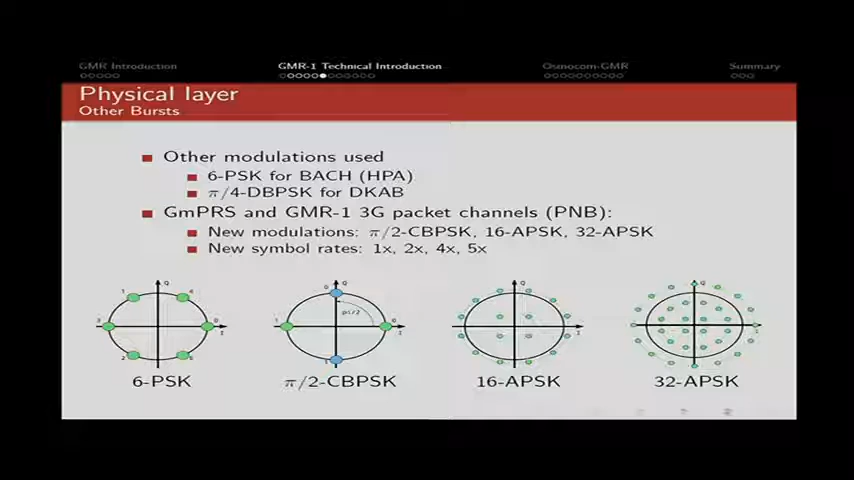 GMR Introduction
GMR-1 Technical Introduction
Osmocom-GMR
Summary
Physical layer
Other Bursts
Other modulations used
6-PSK for BACH (HPA)
π/4-DBPSK for DKAB
GmPRS and GMR-1 3G packet channels (PNB):
New modulations: π/2-CBPSK, 16-APSK, 32-APSK
New symbol rates: 1x, 2x, 4x, 5x
Q
Q
Q
Q
pi/2
I
I
I
I
6-PSK
π/2-CBPSK
16-APSK
32-APSK